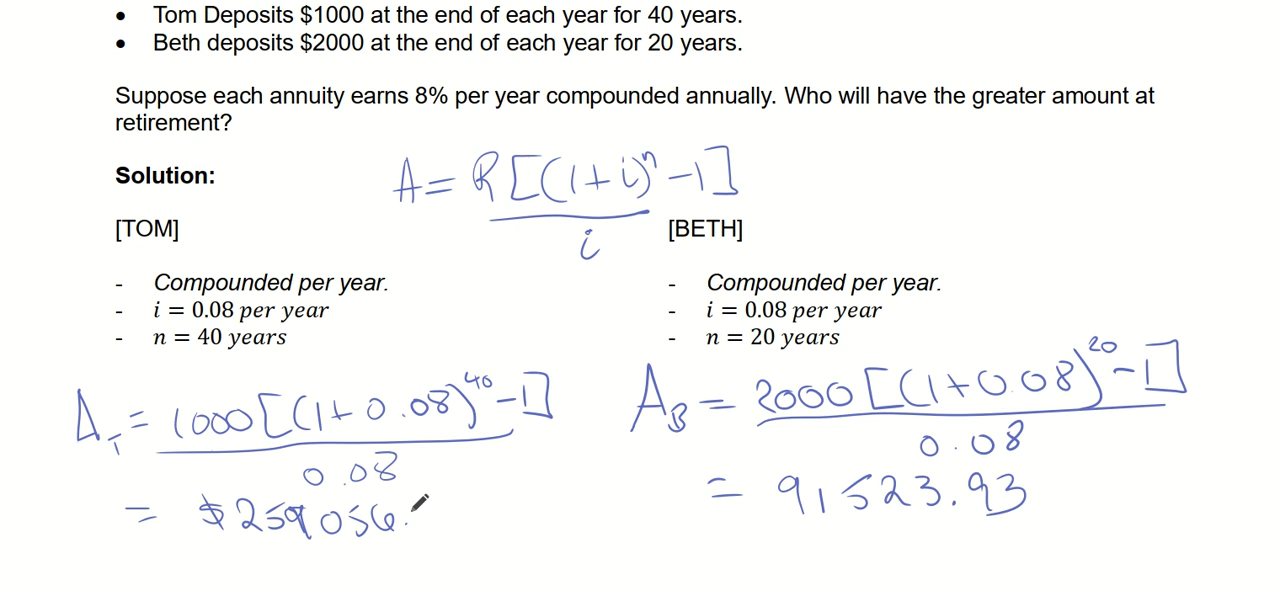 • Tom Deposits $1000 at the end of each year for 40 years.
• Beth deposits $2000 at the end of each year for 20 years.
Suppose each annuity earns 8% per year compounded annually. Who will have the greater amount at
retirement?
Solution:
A = R[(1 + i)^n - 1]
i
[TOM]
- Compounded per year.
- i = 0.08 per year
- n = 40 years
A_T = 1000[(1 + 0.08)^40 - 1]
0.08
= $259056.
[BETH]
- Compounded per year.
- i = 0.08 per year
- n = 20 years
A_B = 2000[(1 + 0.08)^20 - 1]
0.08
= 91,523.93